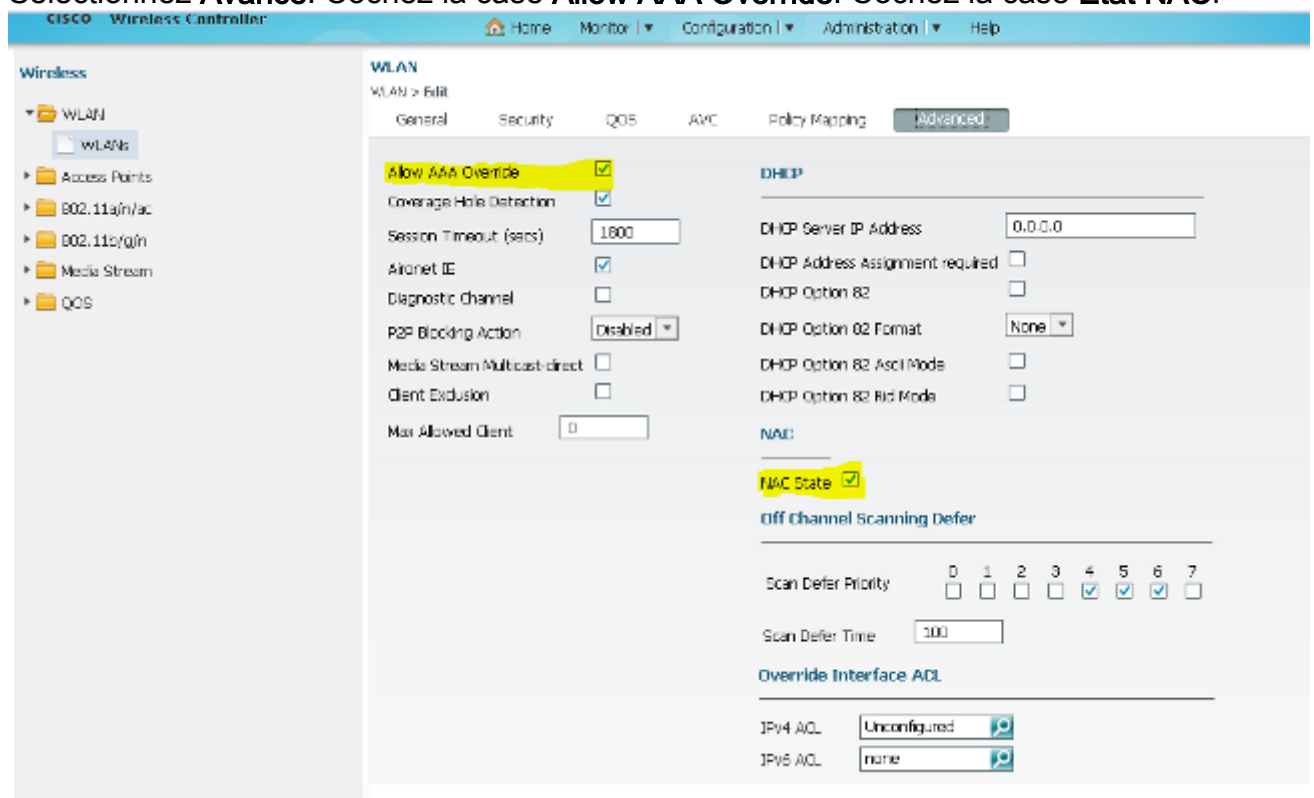 Sélectionnez Avancé. Cochez la case Allow AAA Override. Cochez la case État NAC.
CISCO Wireless Controller
Home Monitor Configuration Administration Help
Wireless
WLAN
WLANs
Access Points
802.11a/n/ac
802.11b/g/n
Media Stream
QOS
WLAN
WLAN > Edit
General Security QOS AVC Policy Mapping Advanced
Allow AAA Override
Coverage Hole Detection
Session Timeout (secs) 1800
Aironet IE
Diagnostic Channel
P2P Blocking Action Disabled
Media Stream Multicast-direct
Client Exclusion
Max Allowed Client 0
DHCP
DHCP Server IP Address 0.0.0.0
DHCP Address Assignment required
DHCP Option 82
DHCP Option 82 Format None
DHCP Option 82 Ascii Mode
DHCP Option 82 Rid Mode
NAC
NAC State
Off Channel Scanning Defer
0 1 2 3 4 5 6 7
Scan Defer Priority
Scan Defer Time 100
Override Interface ACL
IPv4 ACL Unconfigured
IPv6 ACL none